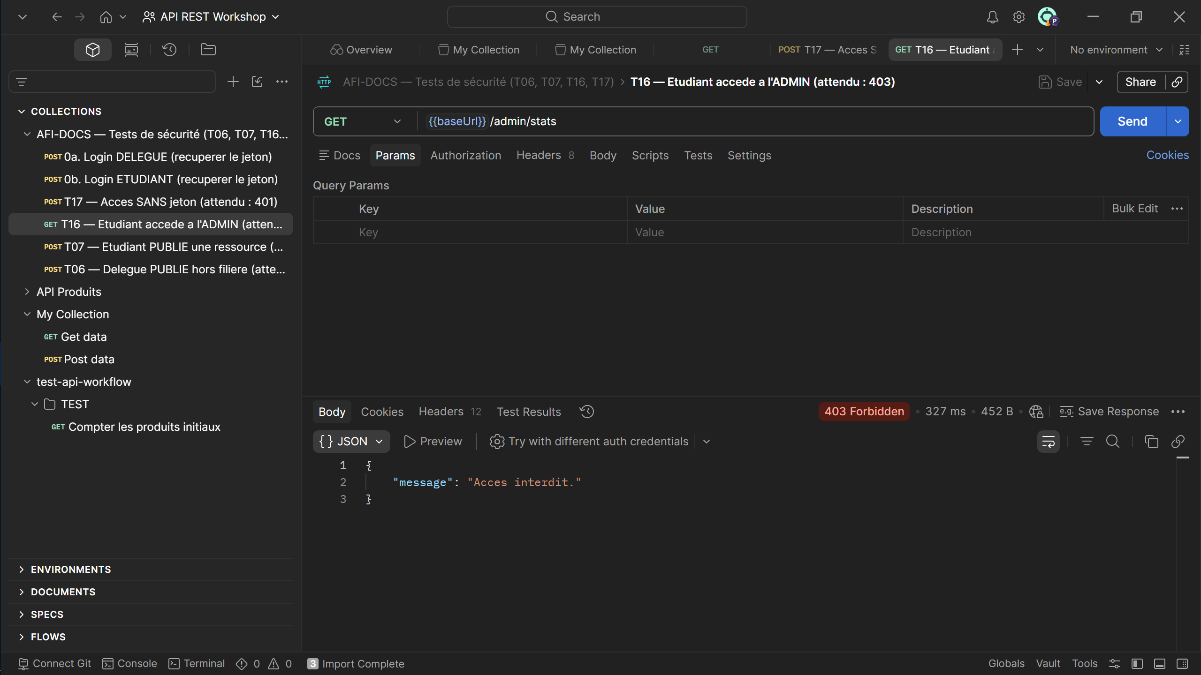 API REST Workshop
Search
Overview
My Collection
My Collection
GET
POST T17 — Acces S
GET T16 — Etudiant
No environment
COLLECTIONS
AFI-DOCS — Tests de sécurité (T06, T07, T16...
POST 0a. Login DELEGUE (recuperer le jeton)
POST 0b. Login ETUDIANT (recuperer le jeton)
POST T17 — Acces SANS jeton (attendu : 401)
GET T16 — Etudiant accede a l'ADMIN (atten...
POST T07 — Etudiant PUBLIE une ressource (...
POST T06 — Delegue PUBLIE hors filiere (atte...
API Produits
My Collection
GET Get data
POST Post data
test-api-workflow
TEST
GET Compter les produits initiaux
ENVIRONMENTS
DOCUMENTS
SPECS
FLOWS
HTTP AFI-DOCS — Tests de sécurité (T06, T07, T16, T17) › T16 — Etudiant accede a l'ADMIN (attendu : 403)
Save
Share
GET
{{baseUrl}} /admin/stats
Send
Docs Params Authorization Headers 8 Body Scripts Tests Settings
Cookies
Query Params
Key Value Description Bulk Edit
Key Value Description
Body Cookies Headers 12 Test Results
403 Forbidden • 327 ms • 452 B
e.g. Save Response
{} JSON
Preview
Try with different auth credentials
1 {
2 "message": "Acces interdit."
3 }
Connect Git Console Terminal 0 0 3 Import Complete
Globals Vault Tools